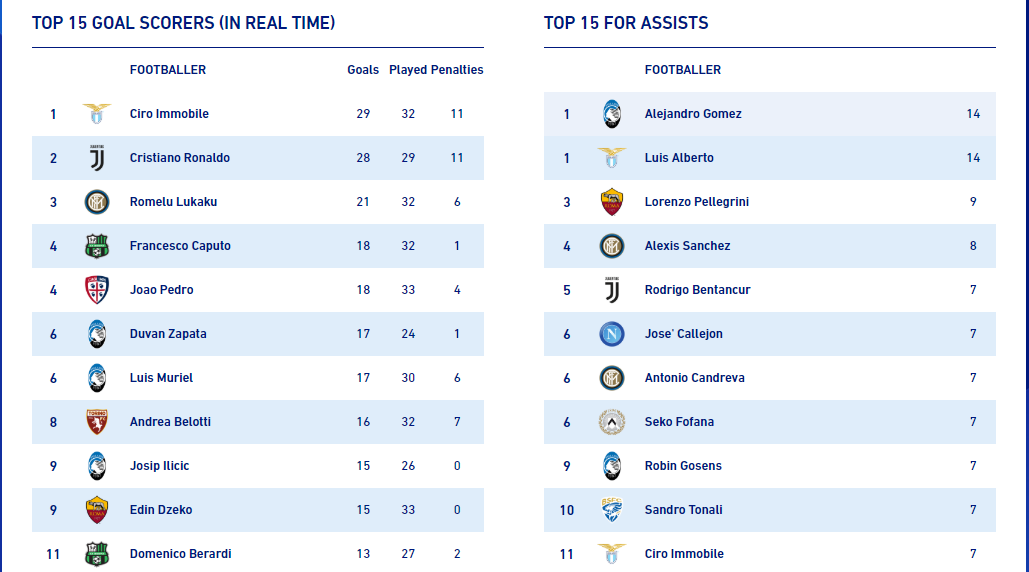 TOP 15 GOAL SCORERS (IN REAL TIME)
FOOTBALLER Goals Played Penalties
1 Ciro Immobile 29 32 11
2 Cristiano Ronaldo 28 29 11
3 Romelu Lukaku 21 32 6
4 Francesco Caputo 18 32 1
4 Joao Pedro 18 33 4
6 Duvan Zapata 17 24 1
6 Luis Muriel 17 30 6
8 Andrea Belotti 16 32 7
9 Josip Ilicic 15 26 0
9 Edin Dzeko 15 33 0
11 Domenico Berardi 13 27 2
TOP 15 FOR ASSISTS
FOOTBALLER
1 Alejandro Gomez 14
1 Luis Alberto 14
3 Lorenzo Pellegrini 9
4 Alexis Sanchez 8
5 Rodrigo Bentancur 7
6 Jose' Callejon 7
6 Antonio Candreva 7
6 Seko Fofana 7
9 Robin Gosens 7
10 Sandro Tonali 7
11 Ciro Immobile 7